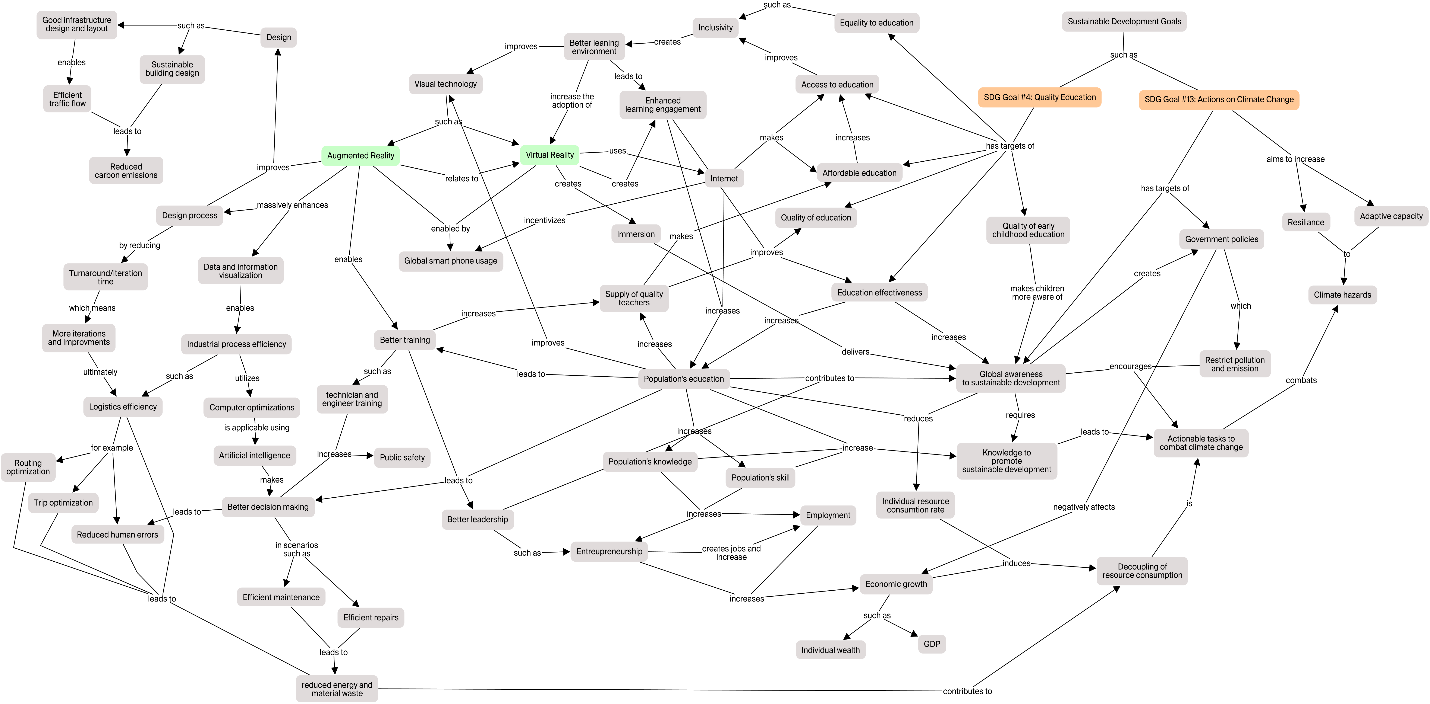 Good Infrastructure
design and layout
such as
Design
Sustainable
building design
enables
Efficient
traffic flow
leads to
Reduced
carbon emissions
improves
such as
Equality to education
Inclusivity
creates
Better leaning
environment
improves
Visual technology
leads to
increase the
adoption of
Enhanced
learning engagement
improves
Access to education
Sustainable Development Goals
such as
SDG Goal #4: Quality Education
SDG Goal #13: Actions on Climate Change
such as
Augmented Reality
Virtual Reality
uses
makes
increases
has targets of
relates to
creates
creates
Internet
Affordable education
aims to increase
has targets of
massively enhances
Design process
incentivizes
Quality of education
Quality of early
childhood education
Resiliance
Adaptive capacity
enabled by
Immersion
makes
Government policies
by reducing
enables
Global smart phone usage
improves
to
Turnaround/iteration
time
Data and information
visualization
creates
makes children
more aware of
Supply of quality
teachers
Education effectiveness
Climate hazards
which means
enables
increases
increases
increases
which
More iterations
and improvments
Industrial process efficiency
Better training
improves
increases
delivers
increases
Restrict pollution
and emission
ultimately
such as
utilizes
such as
leads to
Population's education
contributes to
Global awareness
to sustainable development
encourages
combats
Logistics efficiency
Computer optimizations
technician and
engineer training
reduces
requires
is applicable using
increases
leads to
Actionable tasks to
combat climate change
for example
Artificial intelligence
increases
Public safety
Population's knowledge
increase
Knowledge to
promote
sustainable development
Routing
optimization
makes
leads to
Population's skill
Trip optimization
Better decision making
leads to
Individual resource
consumtion rate
negatively affects
is
Reduced human errors
Better leadership
increases
Employment
in scenarios
such as
such as
Entreupreneurship
creates jobs and
increase
induces
Decoupling of
resource consumption
leads to
Efficient maintenance
Efficient repairs
increases
Economic growth
such as
leads to
Individual wealth
GDP
reduced energy and
material waste
contributes to